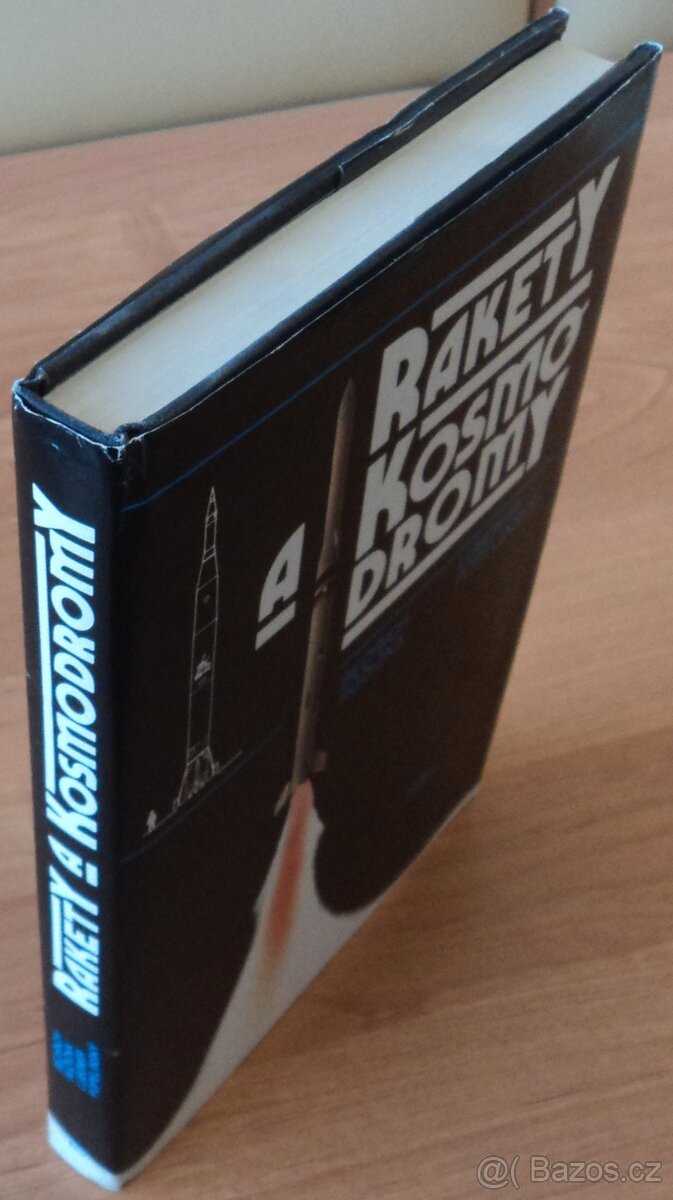 RAKETY
A KOSMO
DROMY
RAKETY A KOSMODROMY
@( Bazos.cz